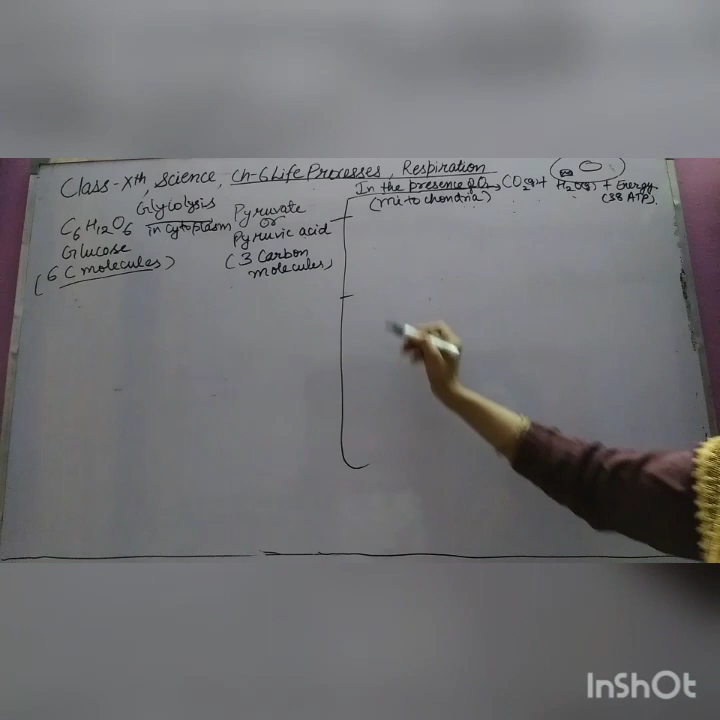 Class-Xth, Science, Ch-6 Life Processes, Respiration
C6H12O6 Glycolysis in cytoplasm Pyruvate or Pyruvic acid
Glucose
(6 C molecules)
(3 Carbon molecules)
In the presence of O2 → CO2(g) + H2O(g) + Energy
(mitochondria)
(38 ATP)
InShOt